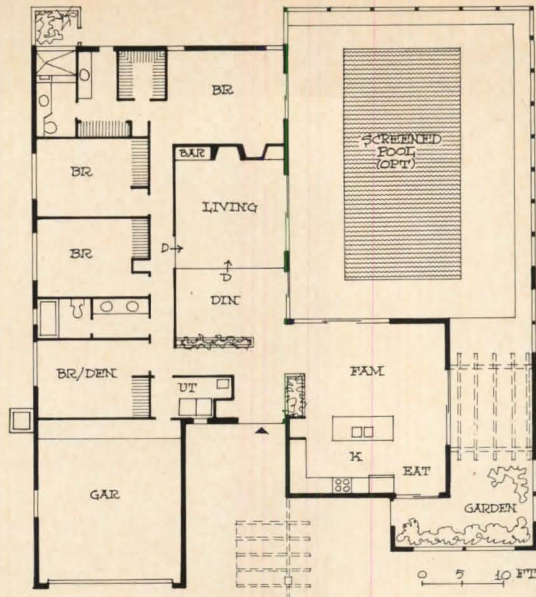 BR
SCREENED
POOL
(OPT)
BAR
BR
LIVING
BR
D
D
DIN
BR/DEN
UT
FAM
K
EAT
GAR
GARDEN
0 5 10 FT